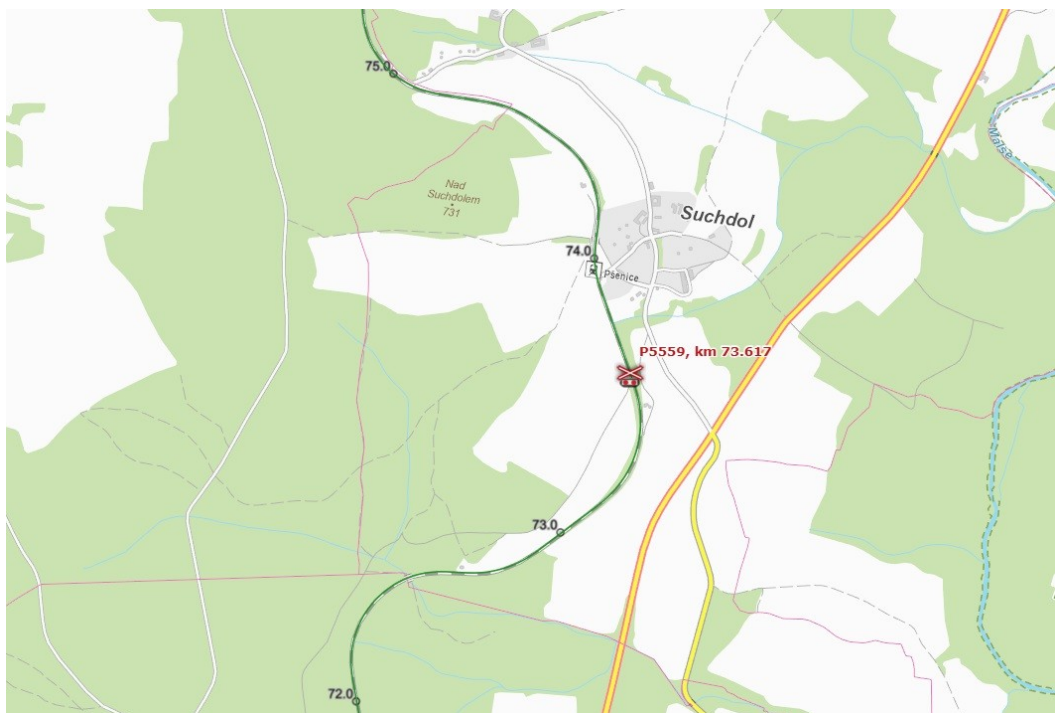 75.0
Malše
Nad
Suchdolem
731
Suchdol
74.0
Pšenice
P5559, km 73.617
73.0
72.0